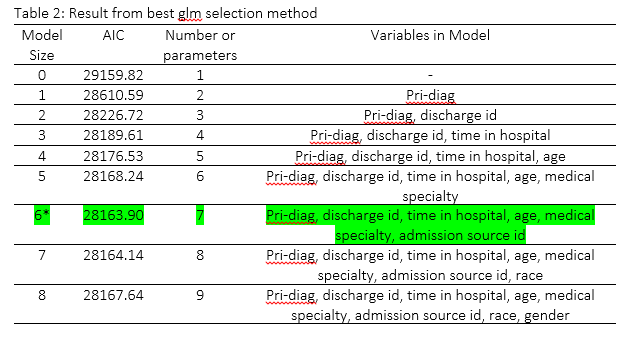 Table 2: Result from best glm selection method
Model Size AIC Number or parameters Variables in Model
0 29159.82 1 -
1 28610.59 2 Pri-diag
2 28226.72 3 Pri-diag, discharge id
3 28189.61 4 Pri-diag, discharge id, time in hospital
4 28176.53 5 Pri-diag, discharge id, time in hospital, age
5 28168.24 6 Pri-diag, discharge id, time in hospital, age, medical
specialty
6* 28163.90 7 Pri-diag, discharge id, time in hospital, age, medical
specialty, admission source id
7 28164.14 8 Pri-diag, discharge id, time in hospital, age, medical
specialty, admission source id, race
8 28167.64 9 Pri-diag, discharge id, time in hospital, age, medical
specialty, admission source id, race, gender